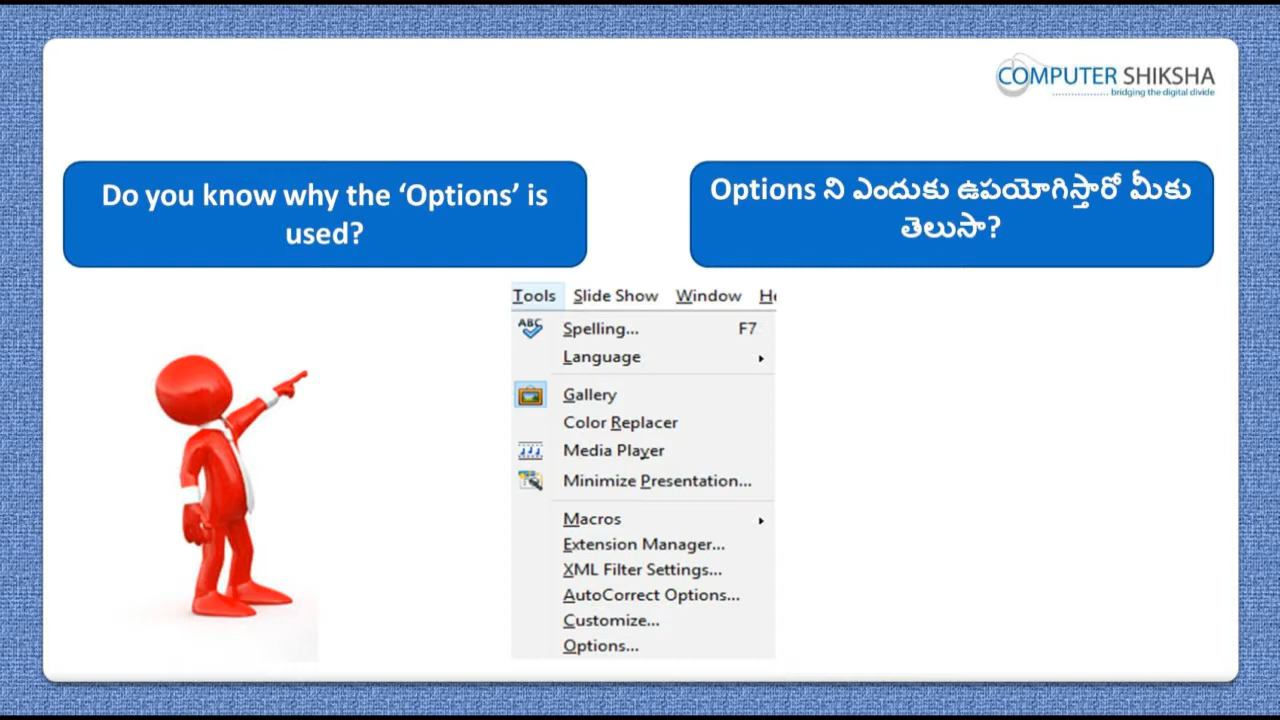 COMPUTER SHIKSHA
bridging the digital divide
Do you know why the ‘Options’ is
used?
Options ని ఎందుకు ఉపయోగిస్తారో మీకు
తెలుసా?
Tools Slide Show Window He
ABC
Spelling... F7
Language
Gallery
Color Replacer
Media Player
Minimize Presentation...
Macros
Extension Manager...
XML Filter Settings...
AutoCorrect Options...
Customize...
Options...